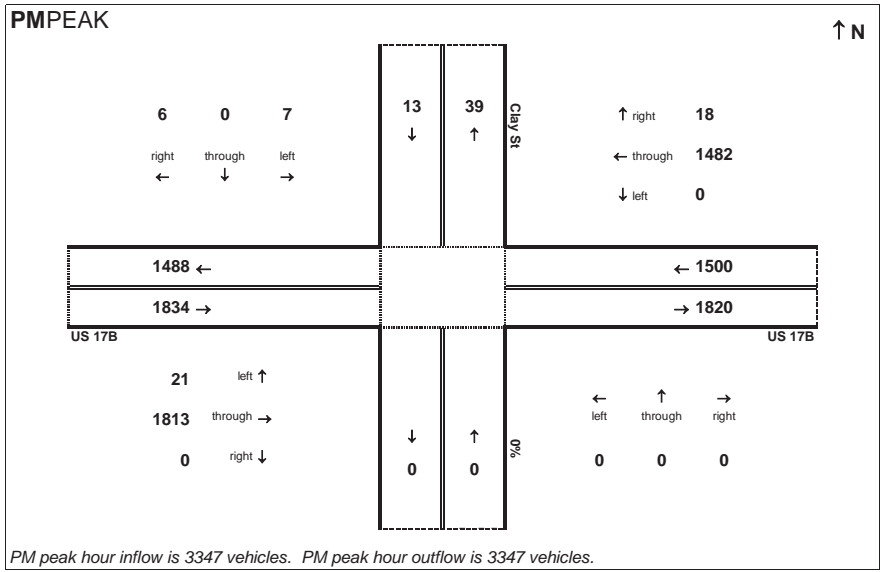 PMPEAK
↑ N
6 0 7
right through left
← ↓ →
13 39
↓ ↑
Clay St
↑ right 18
← through 1482
↓ left 0
1488 ←
1834 →
US 17B
← 1500
→ 1820
US 17B
21 left ↑
1813 through →
0 right ↓
↓ ↑
0 0
0%
← ↑ →
left through right
0 0 0
PM peak hour inflow is 3347 vehicles. PM peak hour outflow is 3347 vehicles.